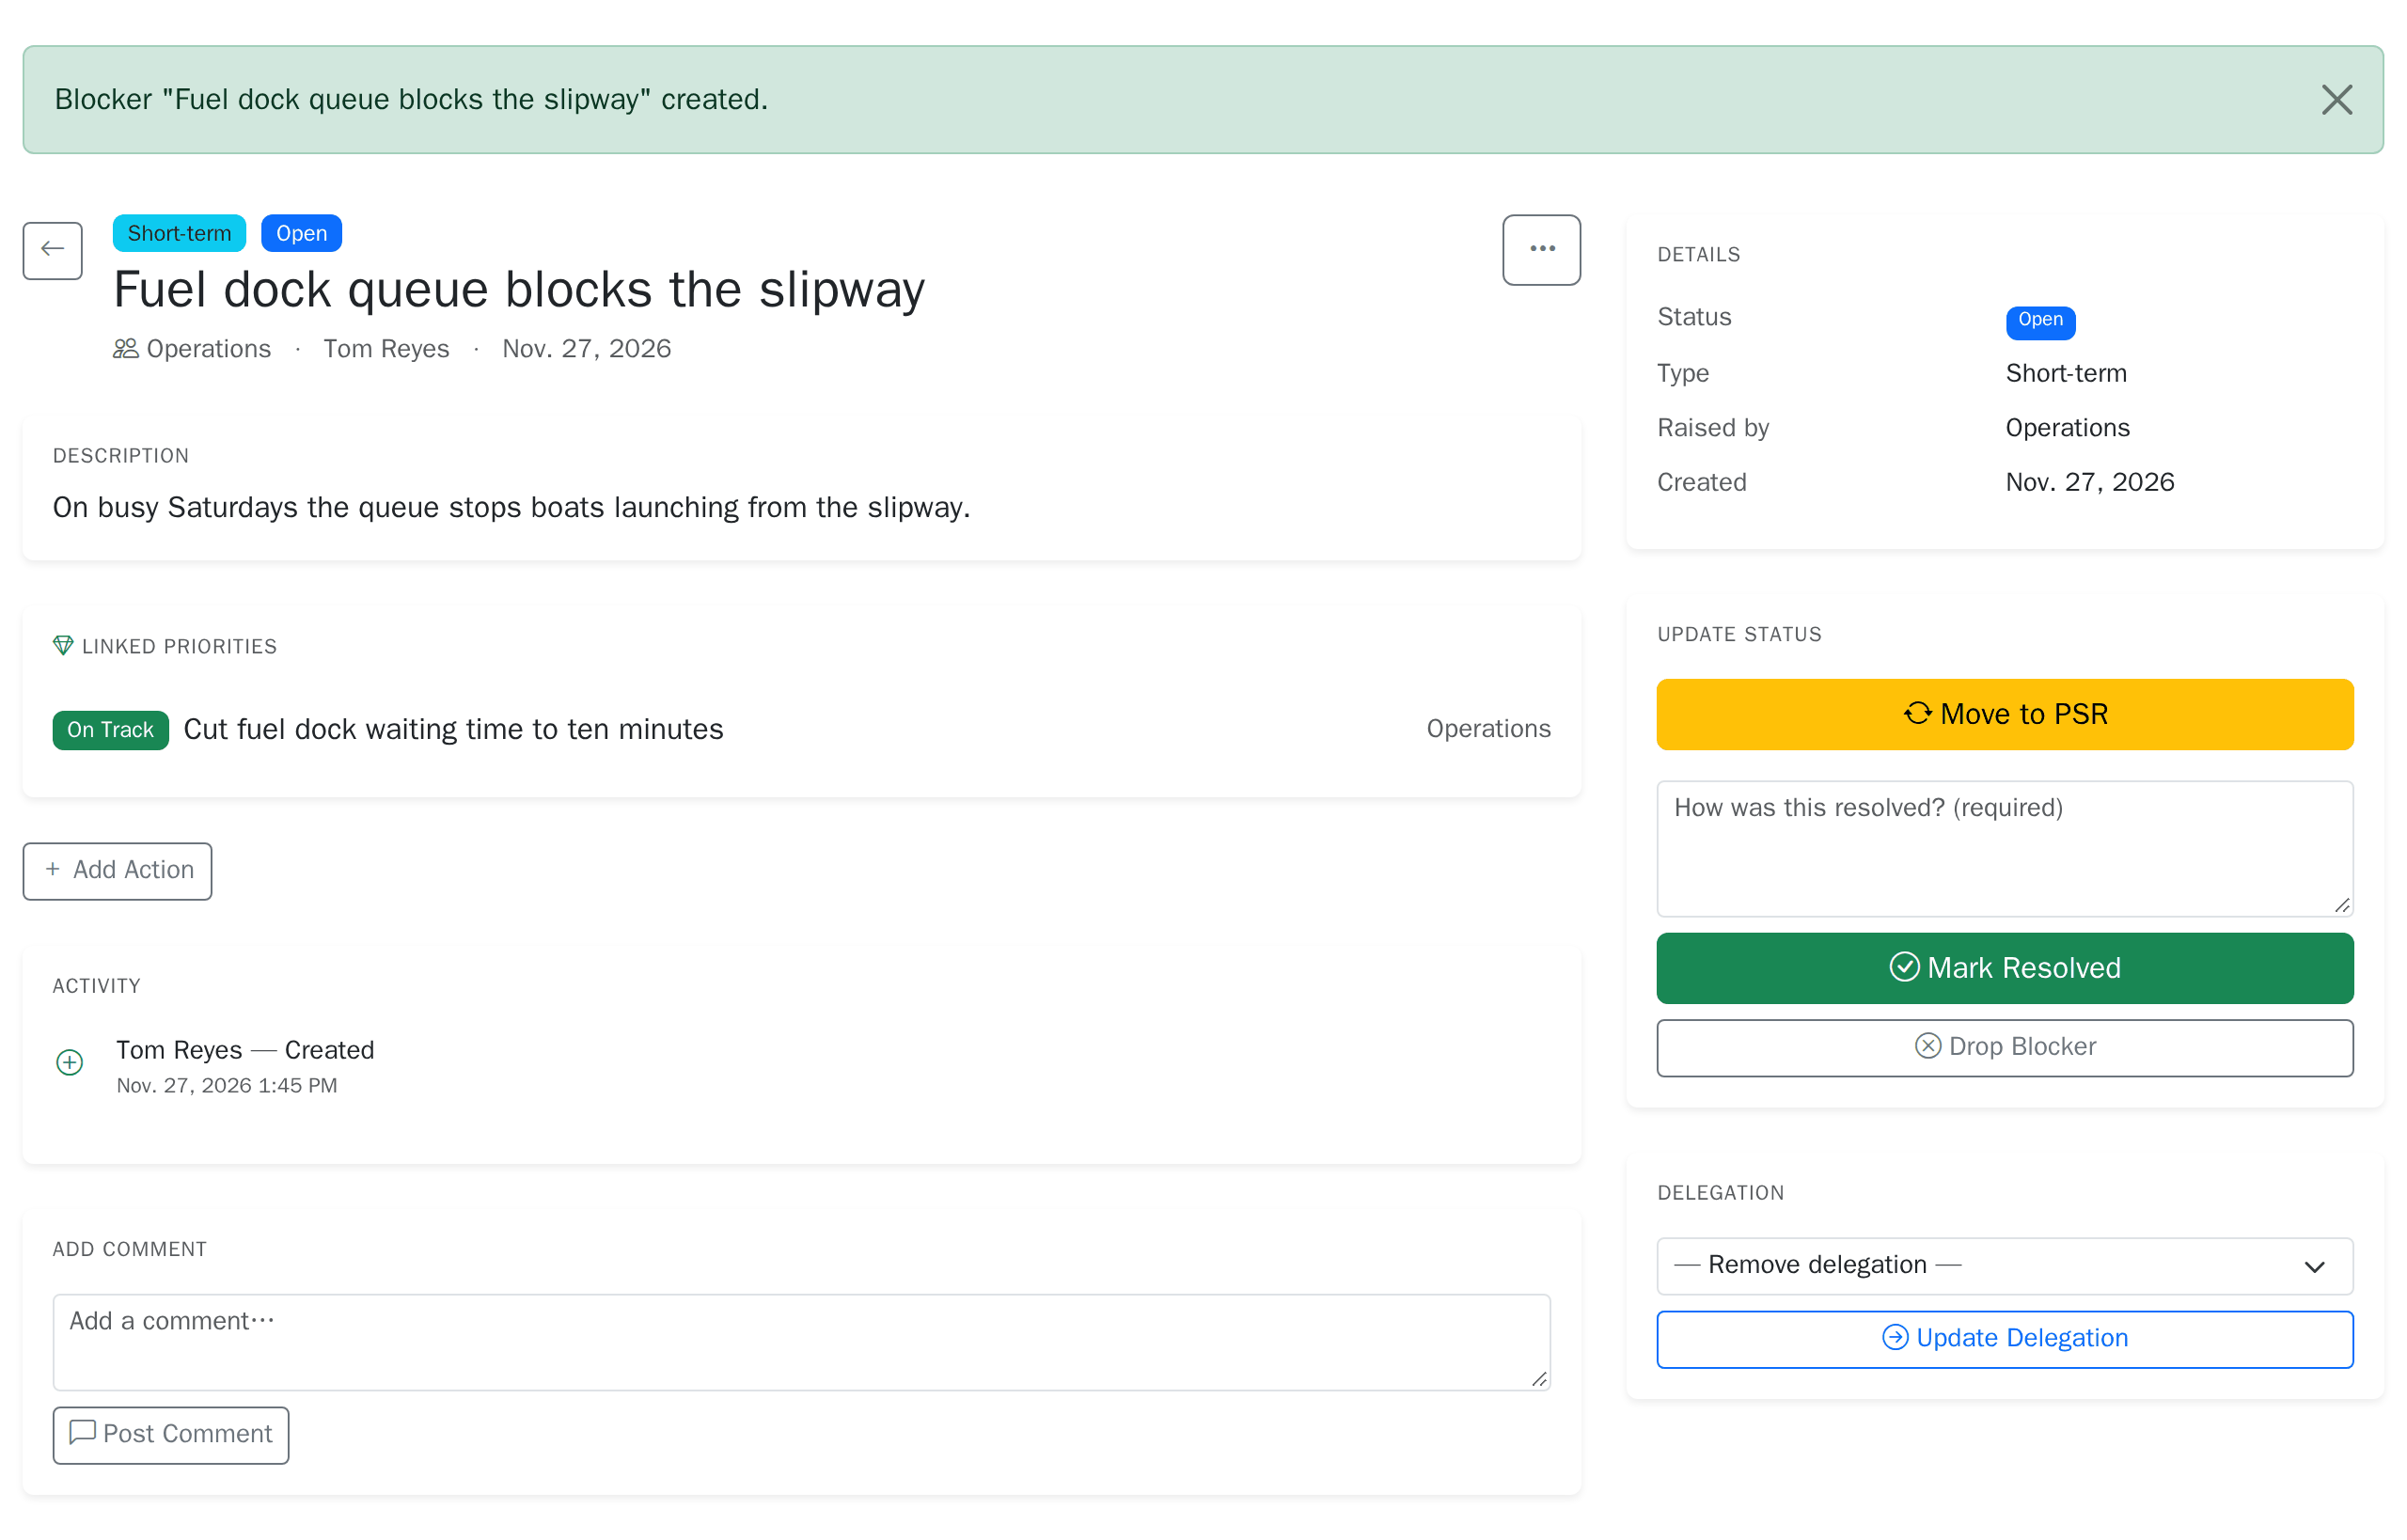 Blocker "Fuel dock queue blocks the slipway" created.
Short-term Open
Fuel dock queue blocks the slipway
Operations · Tom Reyes · Nov. 27, 2026
DESCRIPTION
On busy Saturdays the queue stops boats launching from the slipway.
LINKED PRIORITIES
On Track Cut fuel dock waiting time to ten minutes Operations
+ Add Action
ACTIVITY
Tom Reyes — Created
Nov. 27, 2026 1:45 PM
ADD COMMENT
Add a comment…
Post Comment
DETAILS
Status Open
Type Short-term
Raised by Operations
Created Nov. 27, 2026
UPDATE STATUS
Move to PSR
How was this resolved? (required)
Mark Resolved
Drop Blocker
DELEGATION
— Remove delegation —
Update Delegation